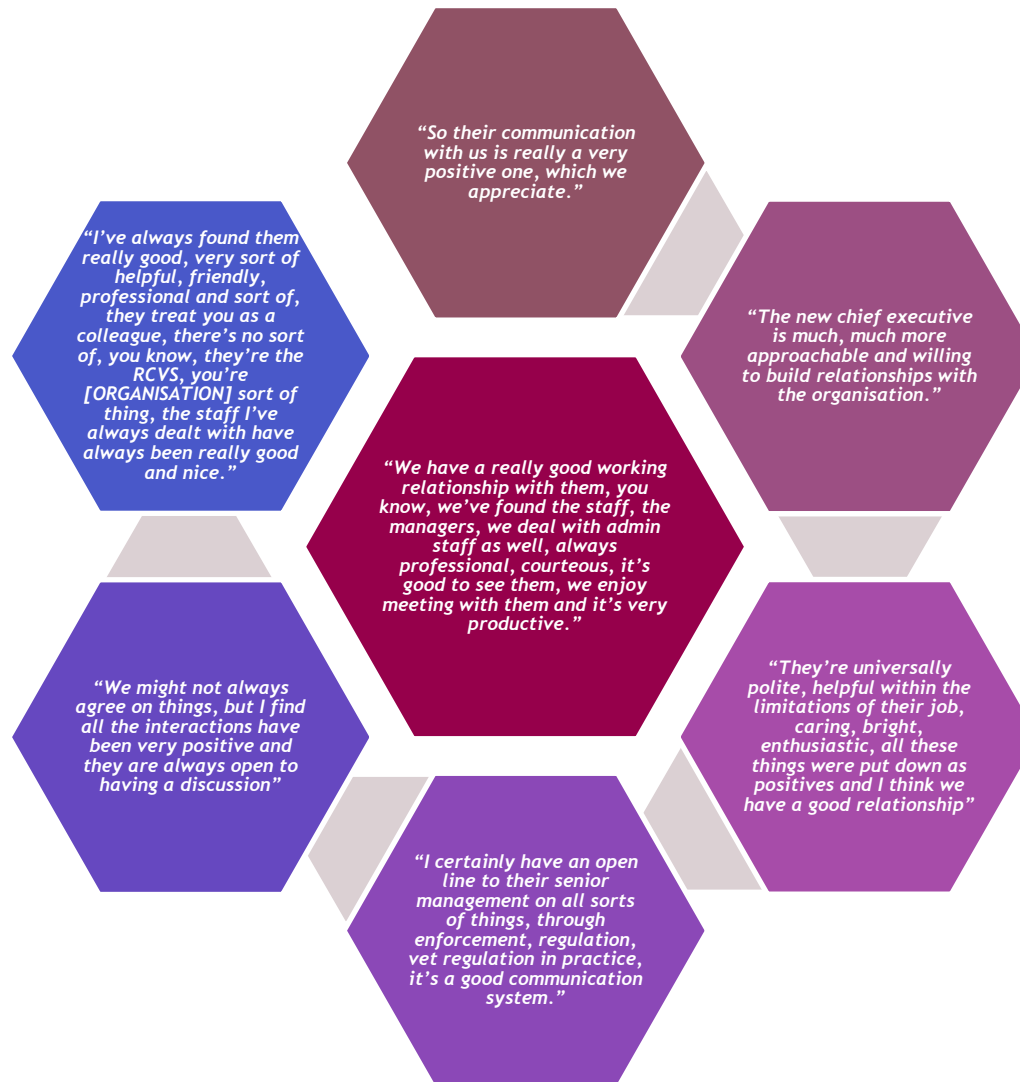 “So their communication
with us is really a very
positive one, which we
appreciate.”
“The new chief executive
is much, much more
approachable and willing
to build relationships with
the organisation.”
“They’re universally
polite, helpful within the
limitations of their job,
caring, bright,
enthusiastic, all these
things were put down as
positives and I think we
have a good relationship”
“I certainly have an open
line to their senior
management on all sorts
of things, through
enforcement, regulation,
vet regulation in practice,
it’s a good communication
system.”
“We might not always
agree on things, but I find
all the interactions have
been very positive and
they are always open to
having a discussion”
“I’ve always found them
really good, very sort of
helpful, friendly,
professional and sort of,
they treat you as a
colleague, there’s no sort
of, you know, they’re the
RCVS, you’re
[ORGANISATION] sort of
thing, the staff I’ve
always dealt with have
always been really good
and nice.”
“We have a really good working
relationship with them, you
know, we’ve found the staff, the
managers, we deal with admin
staff as well, always
professional, courteous, it’s
good to see them, we enjoy
meeting with them and it’s very
productive.”